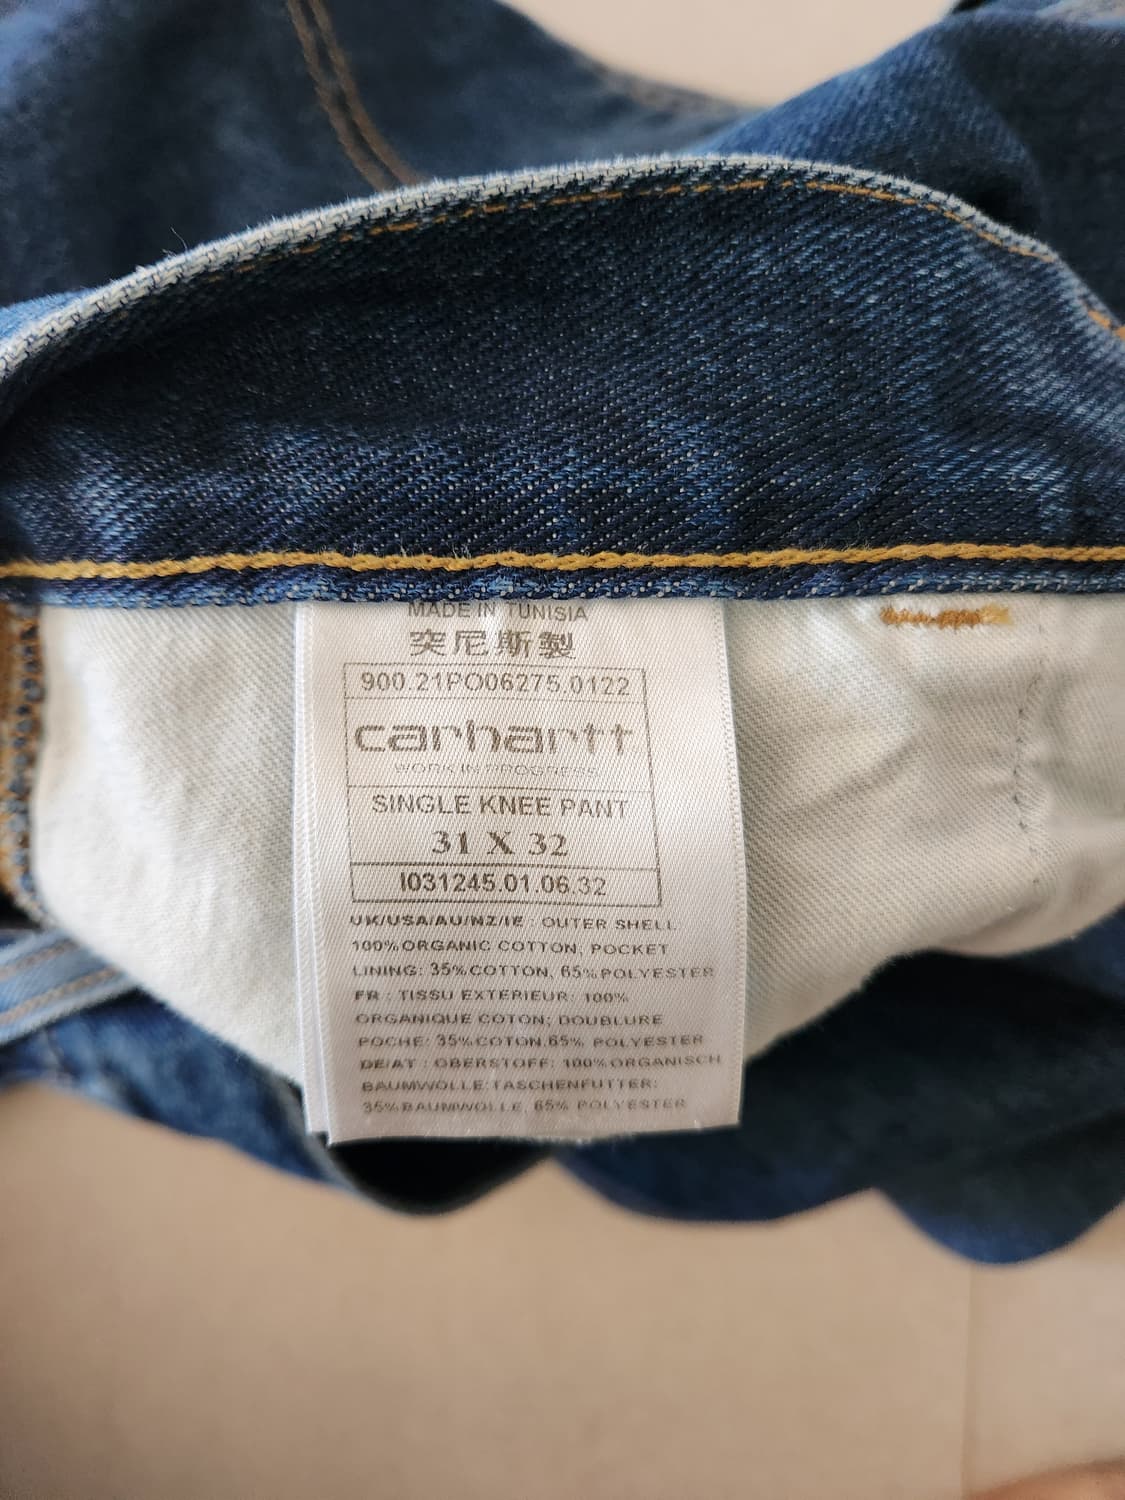 MADE IN TUNISIA
突尼斯製
900.21PO06275.0122
carhartt
WORK IN PROGRESS
SINGLE KNEE PANT
31 X 32
I031245.01.06.32
UK/USA/AU/NZ/IE : OUTER SHELL
100% ORGANIC COTTON, POCKET
LINING: 35% COTTON, 65% POLYESTER
FR : TISSU EXTERIEUR: 100%
ORGANIQUE COTON; DOUBLURE
POCHE: 35% COTON.65% POLYESTER
DE/AT : OBERSTOFF: 100% ORGANISCH
BAUMWOLLE;TASCHENFUTTER:
35% BAUMWOLLE, 65% POLYESTER